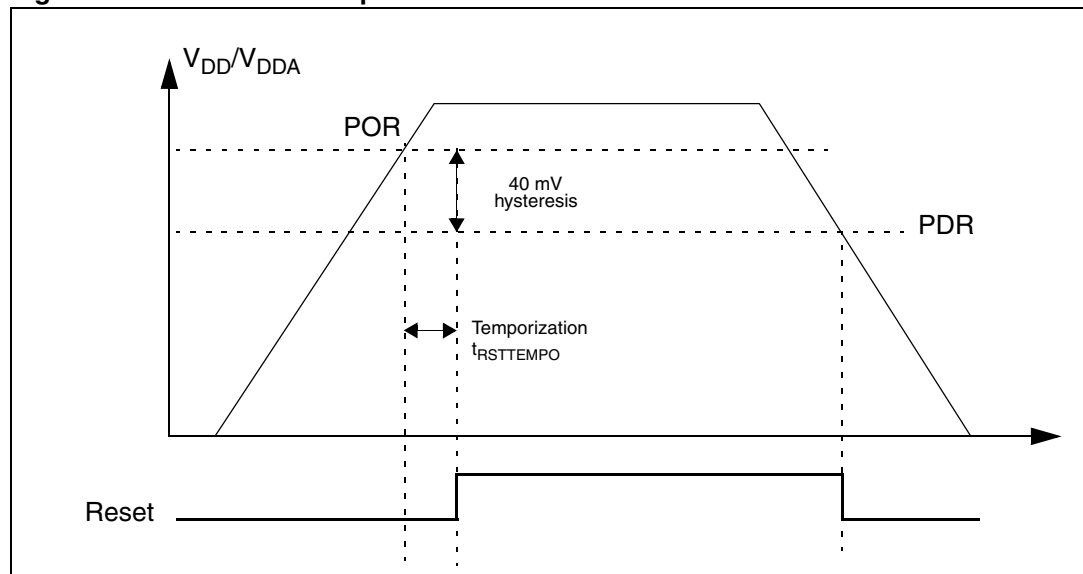 V_DD/V_DDA
POR
40 mV
hysteresis
PDR
Temporization
t_RSTTEMPO
Reset